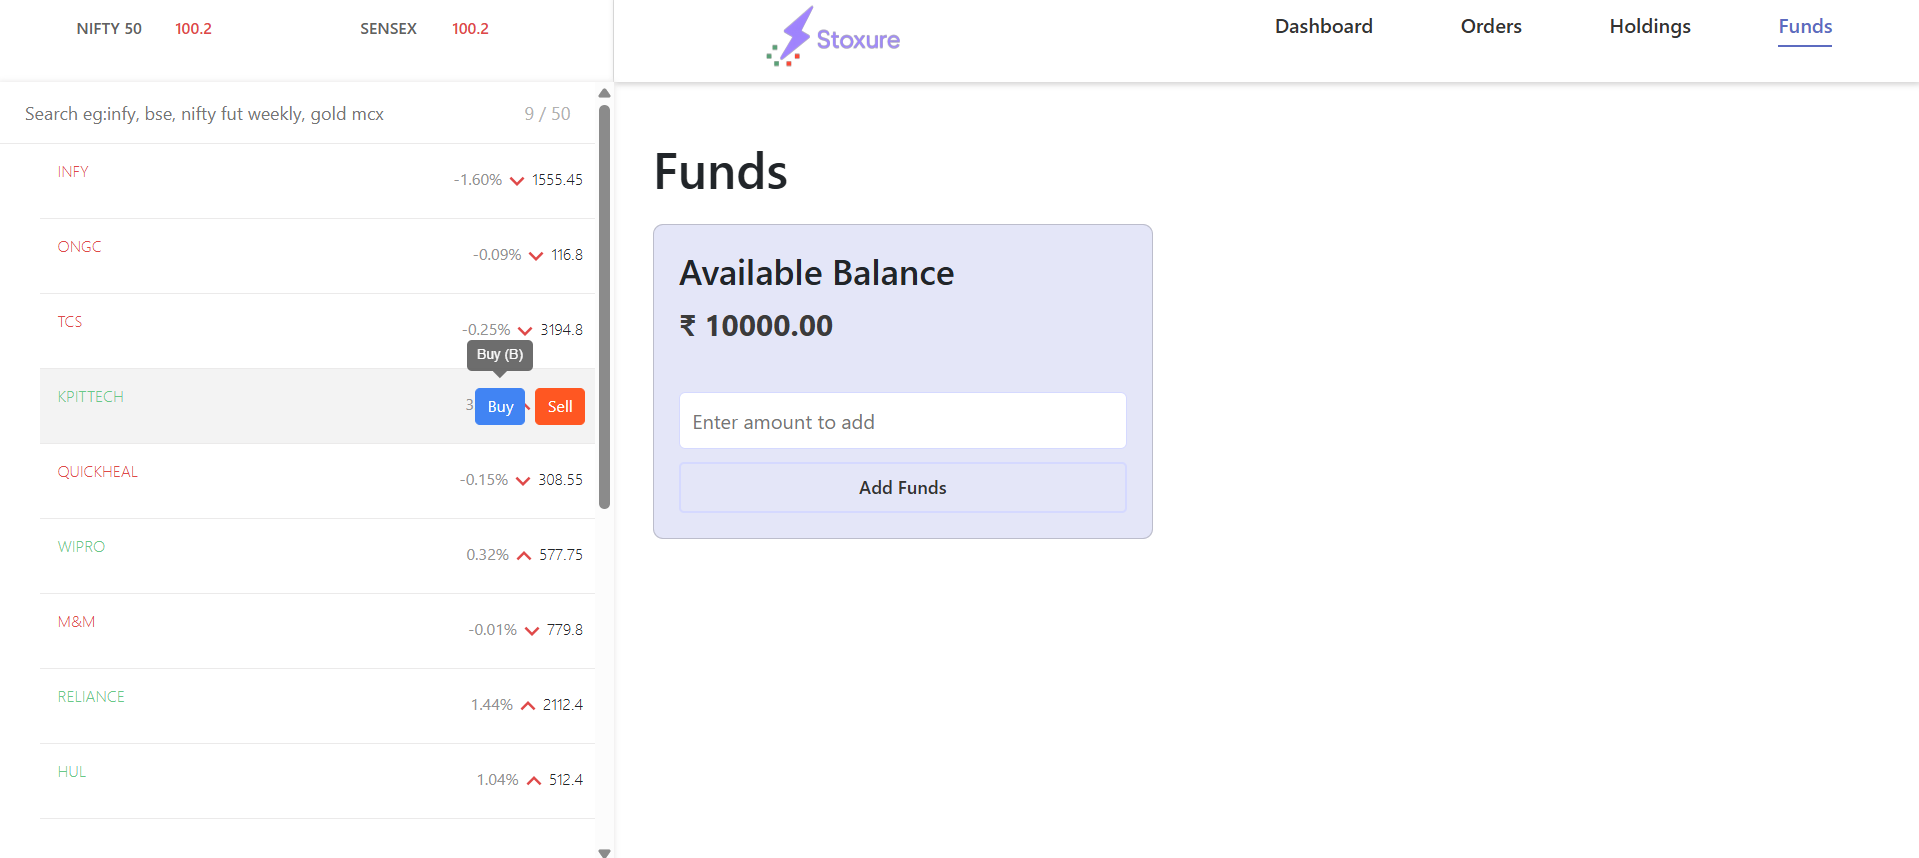 NIFTY 50 100.2 SENSEX 100.2
Stoxure
Dashboard Orders Holdings Funds
Search eg:infy, bse, nifty fut weekly, gold mcx 9 / 50
INFY -1.60% 1555.45
ONGC -0.09% 116.8
TCS -0.25% 3194.8
Buy (B)
KPITTECH 3 Buy Sell
QUICKHEAL -0.15% 308.55
WIPRO 0.32% 577.75
M&M -0.01% 779.8
RELIANCE 1.44% 2112.4
HUL 1.04% 512.4
Funds
Available Balance
₹ 10000.00
Enter amount to add
Add Funds